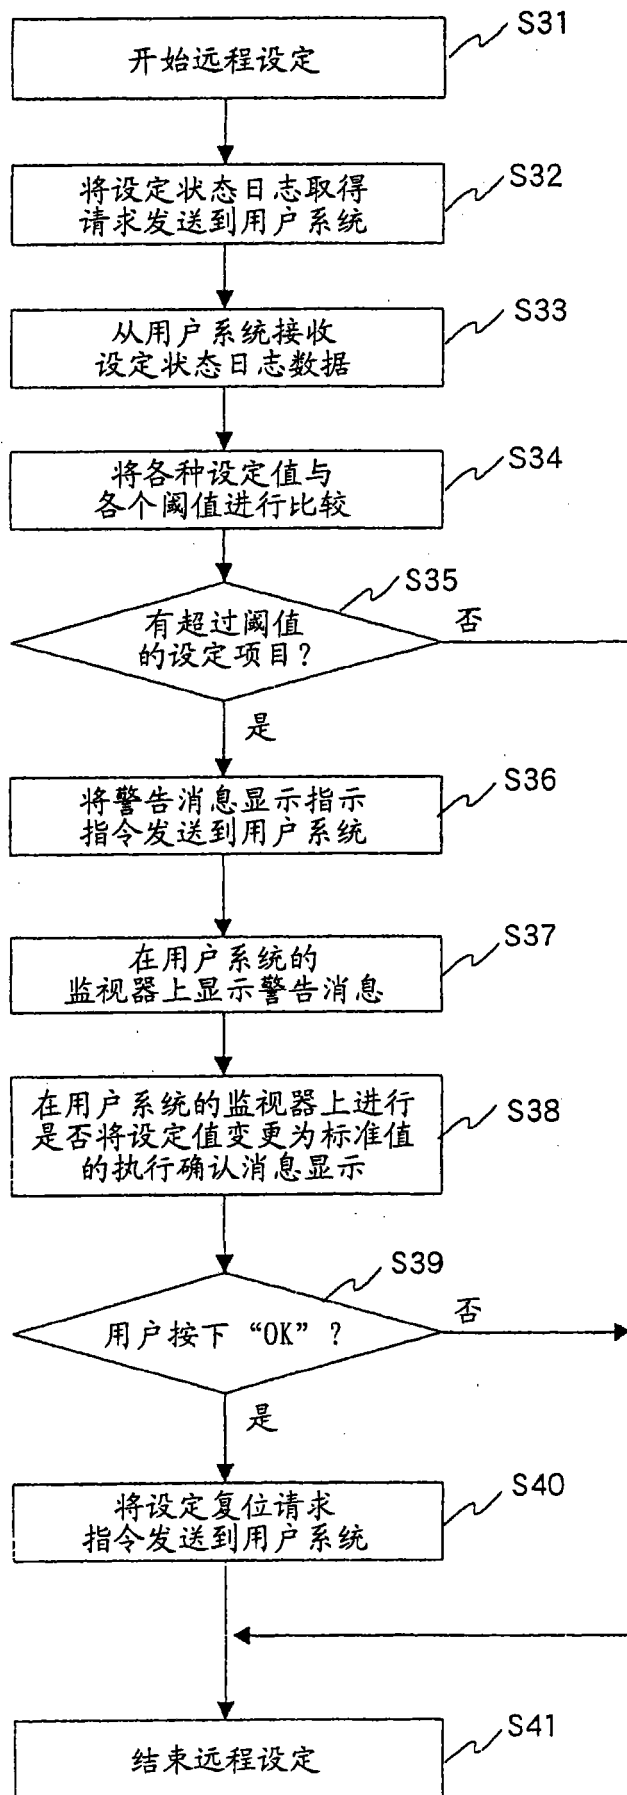 S31
开始远程设定
S32
将设定状态日志取得
请求发送到用户系统
S33
从用户系统接收
设定状态日志数据
S34
将各种设定值与
各个阈值进行比较
S35
有超过阈值
的设定项目?
否
是
S36
将警告消息显示指示
指令发送到用户系统
S37
在用户系统的
监视器上显示警告消息
S38
在用户系统的监视器上进行
是否将设定值变更为标准值
的执行确认消息显示
S39
用户按下“OK”?
否
是
S40
将设定复位请求
指令发送到用户系统
S41
结束远程设定